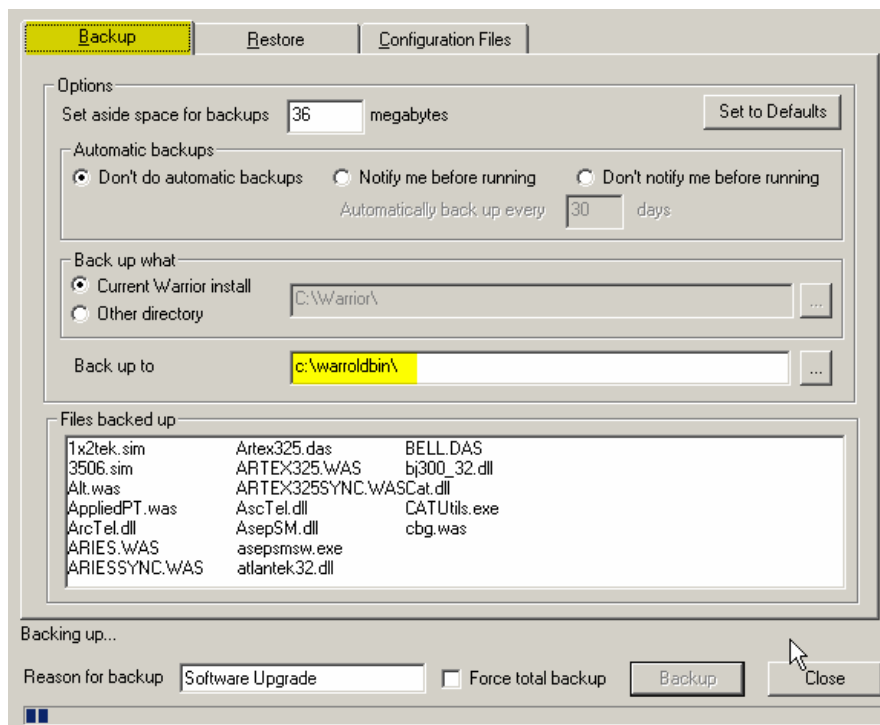 Backup Restore Configuration Files
Options
Set aside space for backups 36 megabytes Set to Defaults
Automatic backups
Don't do automatic backups Notify me before running Don't notify me before running
Automatically back up every 30 days
Back up what
Current Warrior install
C:\Warrior\ ...
Other directory
Back up to c:\warroldbin\ ...
Files backed up
1x2tek.sim Artex325.das BELL.DAS
3506.sim ARTEX325.WAS bj300_32.dll
Alt.was ARTEX325SYNC.WASCat.dll
AppliedPT.was AscTel.dll CATUtils.exe
ArcTel.dll AsepSM.dll cbg.was
ARIES.WAS asepsmsw.exe
ARIESSYNC.WAS atlantek32.dll
Backing up...
Reason for backup Software Upgrade Force total backup Backup Close